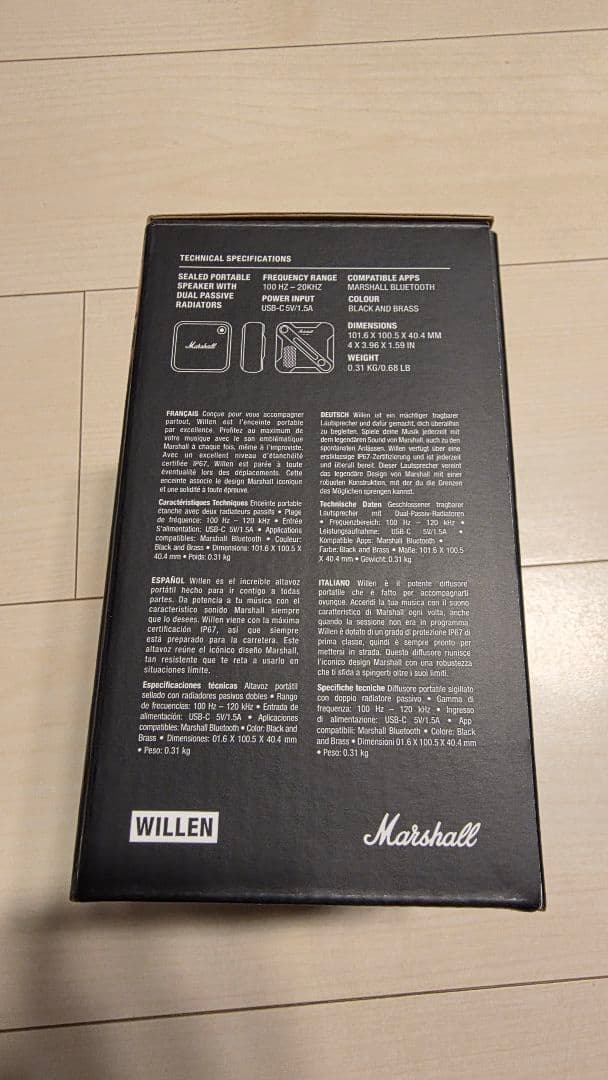 TECHNICAL SPECIFICATIONS
SEALED PORTABLE
SPEAKER WITH
DUAL PASSIVE
RADIATORS
FREQUENCY RANGE
100 HZ – 20KHZ
POWER INPUT
USB-C 5V/1.5A
COMPATIBLE APPS
MARSHALL BLUETOOTH
COLOUR
BLACK AND BRASS
DIMENSIONS
101.6 X 100.5 X 40.4 MM
4 X 3.96 X 1.59 IN
WEIGHT
0.31 KG/0.68 LB
Marshall
Marshall
FRANÇAIS Conçue pour vous accompagner
partout, Willen est l'enceinte portable
par excellence. Profitez au maximum de
votre musique avec le son emblématique
Marshall à chaque fois, même à l'improviste.
Avec un excellent niveau d'étanchéité
certifiée IP67, Willen est parée à toute
éventualité lors des déplacements. Cette
enceinte associe le design Marshall iconique
et une solidité à toute épreuve.
Caractéristiques Techniques Enceinte portable
étanche avec deux radiateurs passifs • Plage
de fréquence: 100 Hz – 120 kHz • Entrée
S'alimentation: USB-C 5V/1.5A • Applications
compatibles: Marshall Bluetooth • Couleur:
Black and Brass • Dimensions: 101.6 X 100.5 X
40.4 mm • Poids: 0.31 kg
DEUTSCH Willen ist ein mächtiger tragbarer
Lautsprecher und dafür gemacht, dich überallhin
zu begleiten. Spiele deine Musik jederzeit mit
dem legendären Sound von Marshall, auch zu den
spontansten Anlässen. Willen verfügt über eine
erstklassige IP67-Zertifizierung und ist jederzeit
und überall bereit. Dieser Lautsprecher vereint
das legendäre Design von Marshall mit einer
robusten Konstruktion, mit der du die Grenzen
des Möglichen sprengen kannst.
Technische Daten Geschlossener tragbarer
Lautsprecher mit Dual-Passiv-Radiatoren
• Frequenzbereich: 100 Hz – 120 kHz •
Leistungsaufnahme: USB-C 5V/1.5A •
Kompatible Apps: Marshall Bluetooth •
Farbe: Black and Brass • Maße: 101.6 X 100.5
X 40.4 mm • Gewicht: 0.31 kg
ESPAÑOL Willen es el increíble altavoz
portátil hecho para ir contigo a todas
partes. Da potencia a tu música con el
característico sonido Marshall siempre
que lo desees. Willen viene con la máxima
certificación IP67, así que siempre
está preparado para la carretera. Este
altavoz reúne el icónico diseño Marshall,
tan resistente que te reta a usarlo en
situaciones límite.
Especificaciones técnicas Altavoz portátil
sellado con radiadores pasivos dobles • Rango
de frecuencias: 100 Hz – 120 kHz • Entrada de
alimentación: USB-C 5V/1.5A • Aplicaciones
compatibles: Marshall Bluetooth • Color: Black and
Brass • Dimensiones: 01.6 X 100.5 X 40.4 mm
• Peso: 0.31 kg
ITALIANO Willen è il potente diffusore
portatile che è fatto per accompagnarti
ovunque. Accendi la tua musica con il suono
caratteristico di Marshall ogni volta, anche
quando la sessione non era in programma.
Willen è dotato di un grado di protezione IP67 di
prima classe, quindi è sempre pronto per
mettersi in strada. Questo diffusore riunisce
l'iconico design Marshall con una robustezza
che ti sfida a spingerti oltre i suoi limiti.
Specifiche tecniche Diffusore portatile sigillato
con doppio radiatore passivo • Gamma di
frequenza: 100 Hz – 120 kHz • Ingresso
di alimentazione: USB-C 5V/1.5A • App
compatibili: Marshall Bluetooth • Colore: Black
and Brass • Dimensioni 01.6 X 100.5 X 40.4 mm
• Peso: 0.31 kg
WILLEN
Marshall